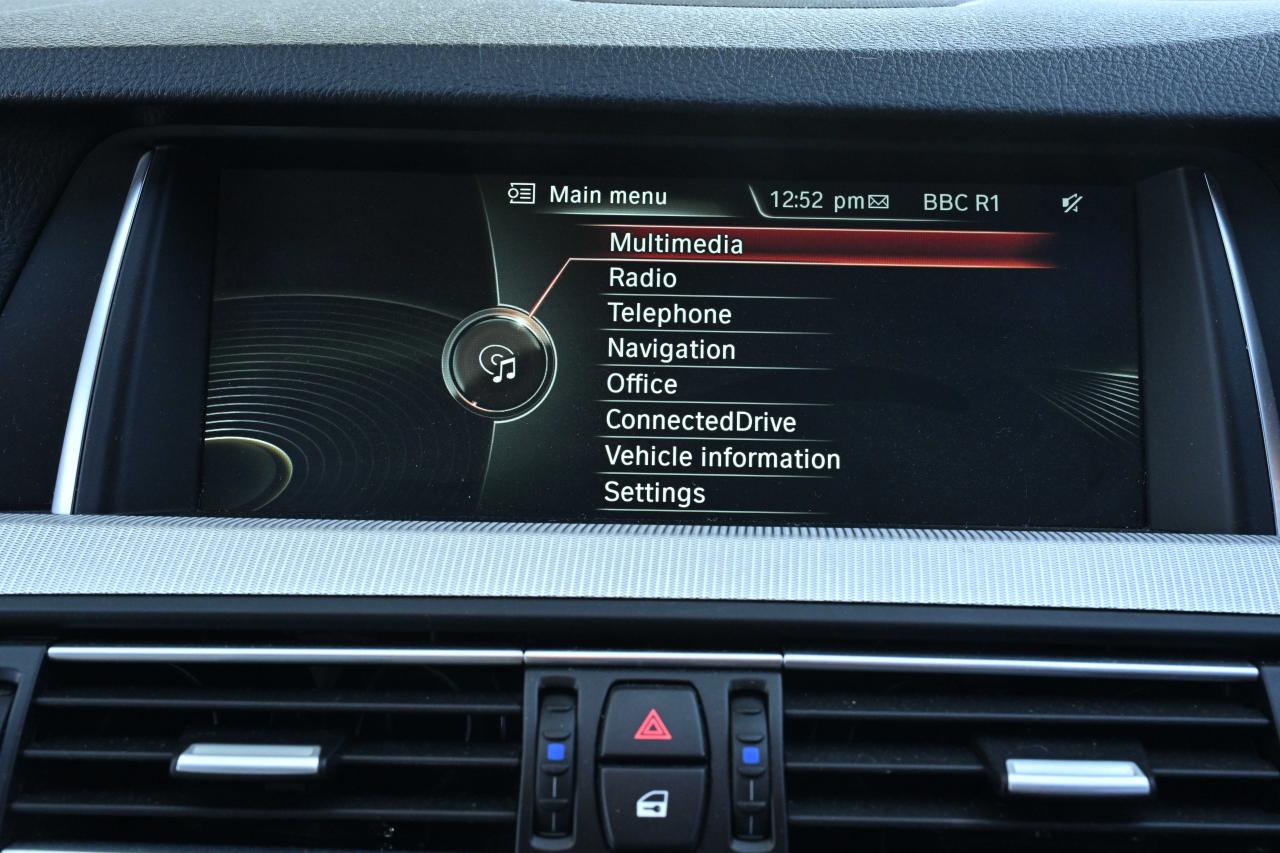 Main menu 12:52 pm BBC R1
Multimedia
Radio
Telephone
Navigation
Office
ConnectedDrive
Vehicle information
Settings